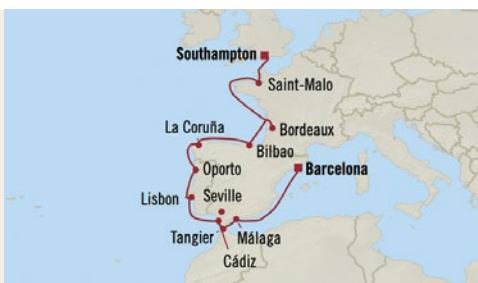 Southampton
Saint-Malo
La Coruña
Bordeaux
Bilbao
Barcelona
Oporto
Lisbon
Seville
Tangier
Málaga
Cádiz